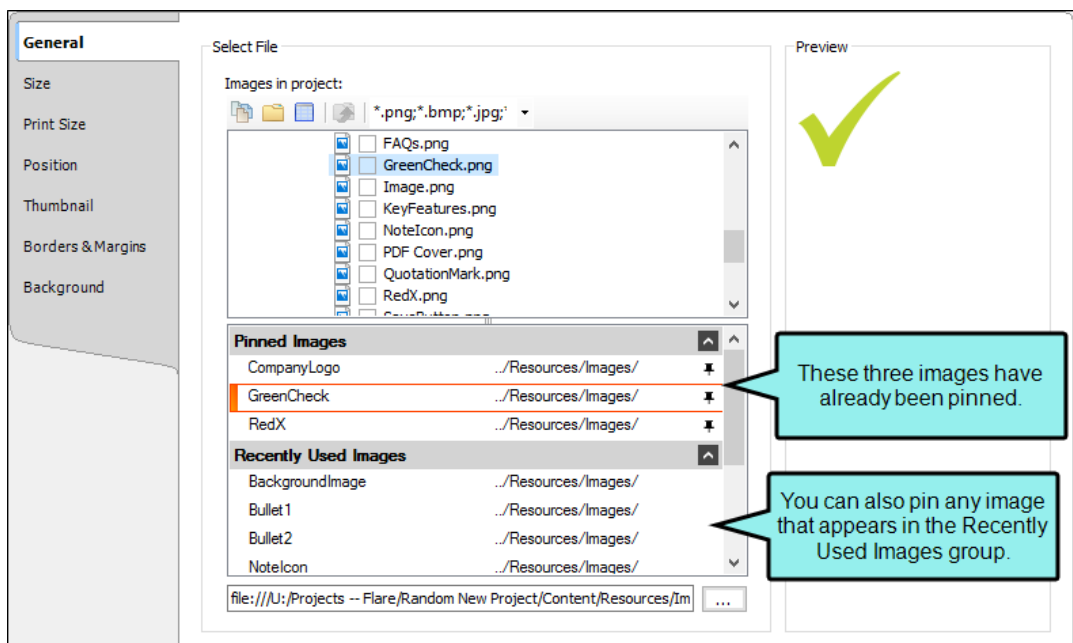 General
Size
Print Size
Position
Thumbnail
Borders & Margins
Background
Select File
Images in project:
*.png;*.bmp;*.jpg;*
FAQs.png
GreenCheck.png
Image.png
KeyFeatures.png
NoteIcon.png
PDF Cover.png
QuotationMark.png
RedX.png
Pinned Images
CompanyLogo ../Resources/Images/
GreenCheck ../Resources/Images/
RedX ../Resources/Images/
Recently Used Images
BackgroundImage ../Resources/Images/
Bullet1 ../Resources/Images/
Bullet2 ../Resources/Images/
NoteIcon ../Resources/Images/
file:///U:/Projects -- Flare/Random New Project/Content/Resources/Im
...
Preview
These three images have
already been pinned.
You can also pin any image
that appears in the Recently
Used Images group.